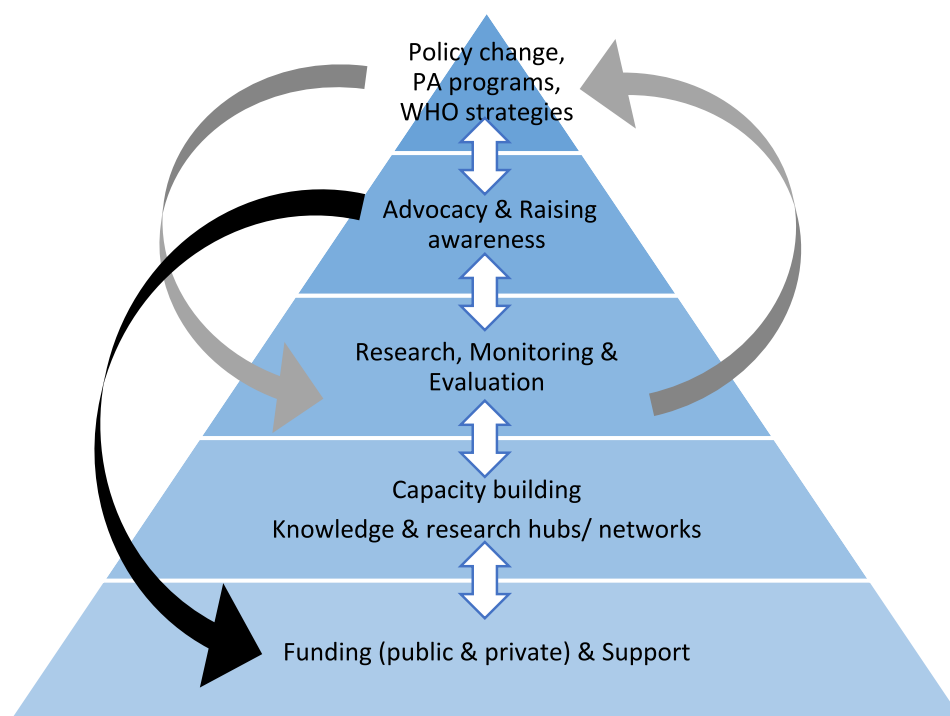 Policy change,
PA programs,
WHO strategies
Advocacy & Raising
awareness
Research, Monitoring &
Evaluation
Capacity building
Knowledge & research hubs/ networks
Funding (public & private) & Support